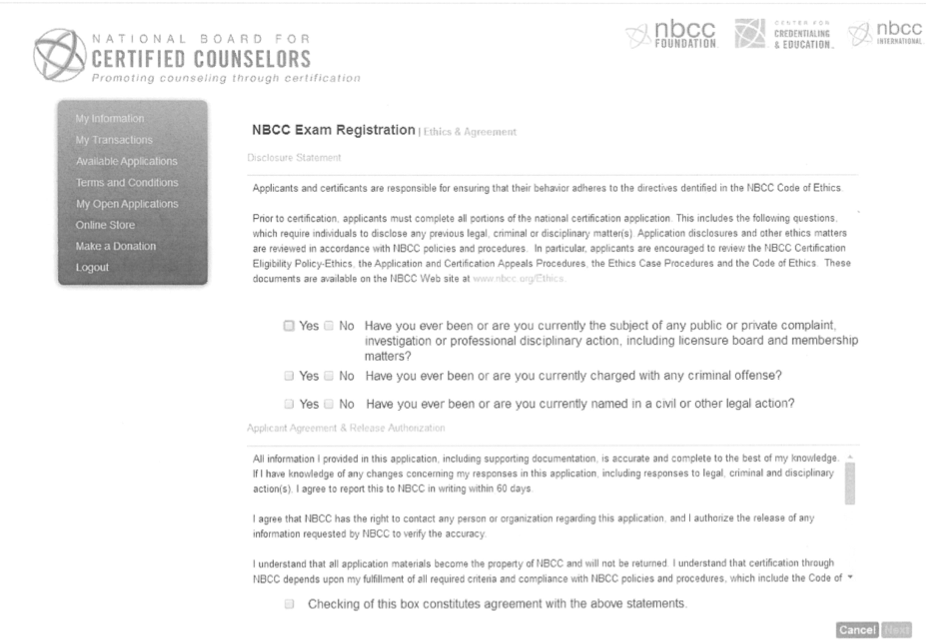 NATIONAL BOARD FOR
CERTIFIED COUNSELORS
Promoting counseling through certification
nbcc
FOUNDATION
CENTER FOR
CREDENTIALING
& EDUCATION
nbcc
INTERNATIONAL
My Information
My Transactions
Available Applications
Terms and Conditions
My Open Applications
Online Store
Make a Donation
Logout
NBCC Exam Registration | Ethics & Agreement
Disclosure Statement
Applicants and certificants are responsible for ensuring that their behavior adheres to the directives dentified in the NBCC Code of Ethics.
Prior to certification, applicants must complete all portions of the national certification application. This includes the following questions,
which require individuals to disclose any previous legal, criminal or disciplinary matter(s). Application disclosures and other ethics matters
are reviewed in accordance with NBCC policies and procedures. In particular, applicants are encouraged to review the NBCC Certification
Eligibility Policy-Ethics, the Application and Certification Appeals Procedures, the Ethics Case Procedures and the Code of Ethics. These
documents are available on the NBCC Web site at www.nbcc.org/Ethics.
Yes No Have you ever been or are you currently the subject of any public or private complaint,
investigation or professional disciplinary action, including licensure board and membership
matters?
Yes No Have you ever been or are you currently charged with any criminal offense?
Yes No Have you ever been or are you currently named in a civil or other legal action?
Applicant Agreement & Release Authorization
All information I provided in this application, including supporting documentation, is accurate and complete to the best of my knowledge.
If I have knowledge of any changes concerning my responses in this application, including responses to legal, criminal and disciplinary
action(s), I agree to report this to NBCC in writing within 60 days.
I agree that NBCC has the right to contact any person or organization regarding this application, and I authorize the release of any
information requested by NBCC to verify the accuracy.
I understand that all application materials become the property of NBCC and will not be returned. I understand that certification through
NBCC depends upon my fulfillment of all required criteria and compliance with NBCC policies and procedures, which include the Code of
Checking of this box constitutes agreement with the above statements.
Cancel Next